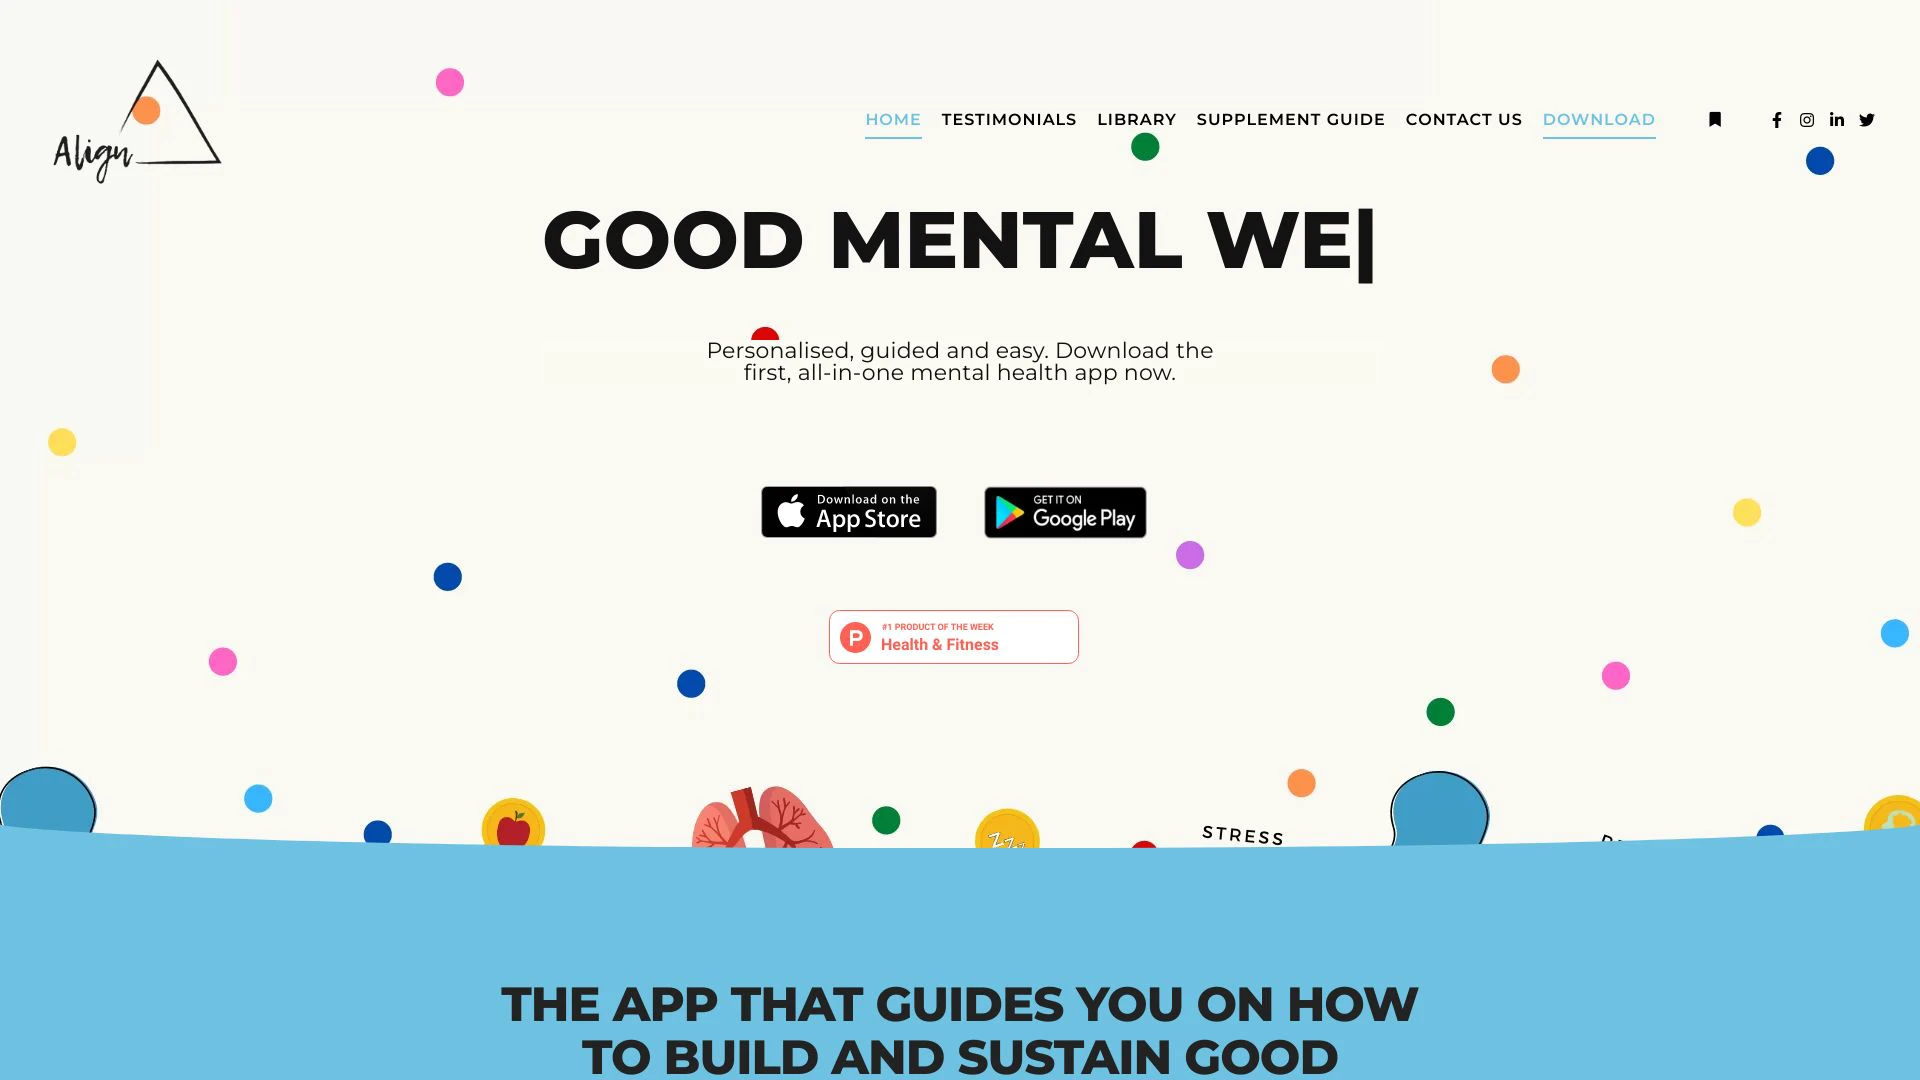 Align
HOME TESTIMONIALS LIBRARY SUPPLEMENT GUIDE CONTACT US DOWNLOAD
GOOD MENTAL WE|
Personalised, guided and easy. Download the
first, all-in-one mental health app now.
Download on the
App Store
GET IT ON
Google Play
#1 PRODUCT OF THE WEEK
Health & Fitness
STRESS
THE APP THAT GUIDES YOU ON HOW
TO BUILD AND SUSTAIN GOOD